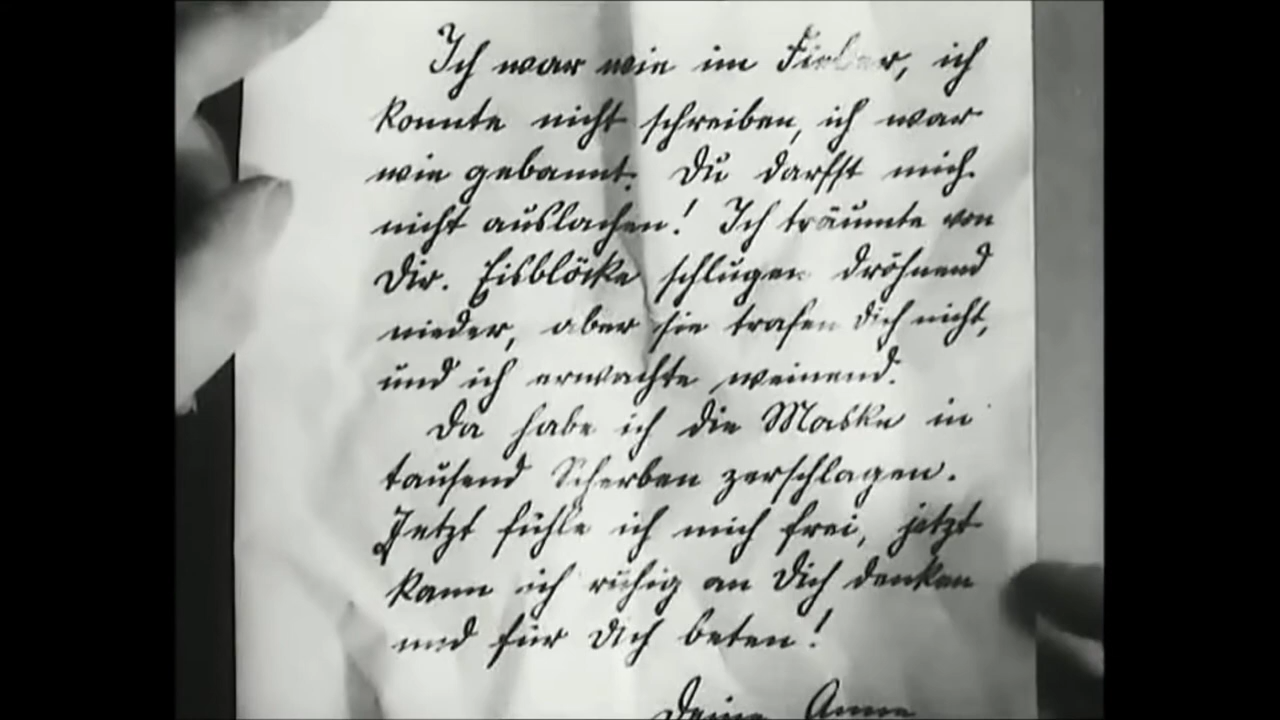 Ich war wie im Fieber, ich
konnte nicht schreiben, ich war
wie gebannt. Du darfst mich
nicht auslachen! Ich träumte von
Dir. Eisblöcke schlugen dröhnend
nieder, aber sie trafen Dich nicht,
und ich erwachte weinend.
Da habe ich die Maske in
tausend Scherben zerschlagen.
Jetzt fühle ich mich frei, jetzt
kann ich ruhig an Dich denken
und für Dich beten!
Deine Anne